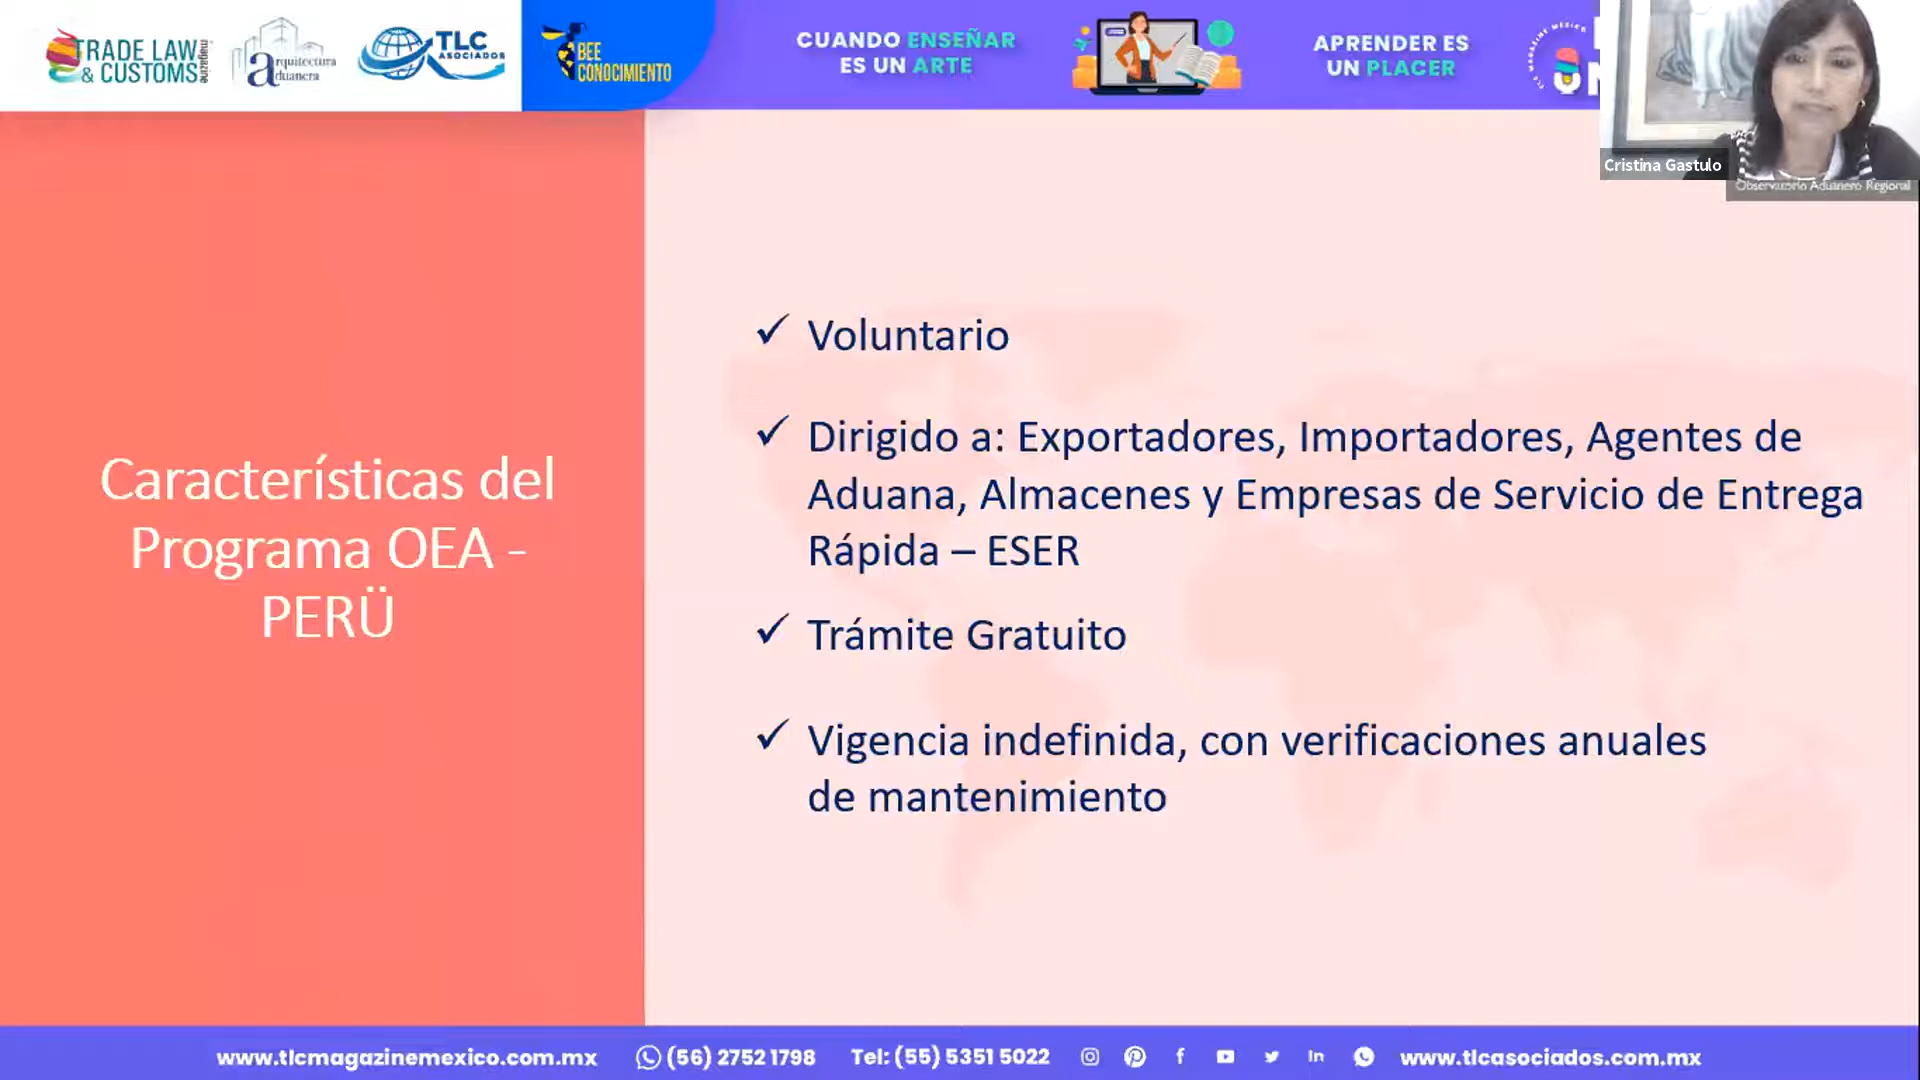 TRADE LAW
& CUSTOMS
magazine
arquitectura
aduanera
TLC
ASOCIADOS
BEE
CONOCIMIENTO
CUANDO ENSEÑAR
ES UN ARTE
APRENDER ES
UN PLACER
Cristina Gastulo
Observatorio Aduanero Regional
Características del
Programa OEA -
PERÜ
✓ Voluntario
✓ Dirigido a: Exportadores, Importadores, Agentes de
Aduana, Almacenes y Empresas de Servicio de Entrega
Rápida – ESER
✓ Trámite Gratuito
✓ Vigencia indefinida, con verificaciones anuales
de mantenimiento
www.tlcmagazinemexico.com.mx
(56) 2752 1798
Tel: (55) 5351 5022
www.tlcasociados.com.mx